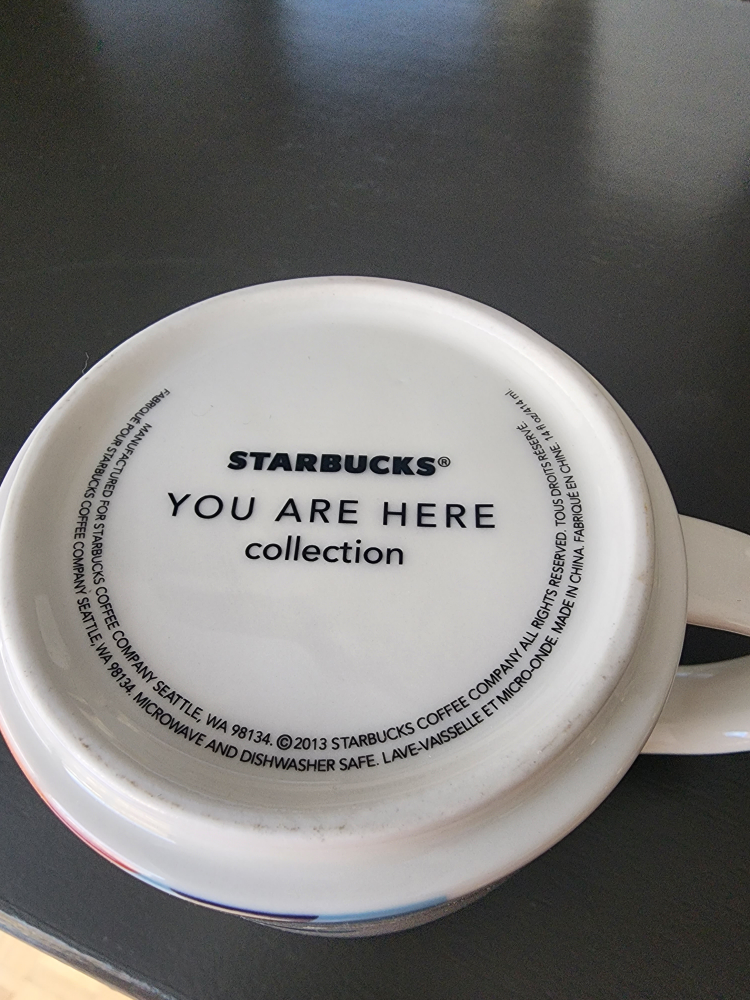 STARBUCKS®
YOU ARE HERE
collection
MANUFACTURED FOR STARBUCKS COFFEE COMPANY SEATTLE, WA 98134. ©2013 STARBUCKS COFFEE COMPANY ALL RIGHTS RESERVED. TOUS DROITS RESERVÉ.
FABRIQUÉ POUR STARBUCKS COFFEE COMPANY SEATTLE, WA 98134. MICROWAVE AND DISHWASHER SAFE. LAVE-VAISSELLE ET MICRO-ONDE. MADE IN CHINA. FABRIQUÉ EN CHINE. 14 fl oz/414 ml.